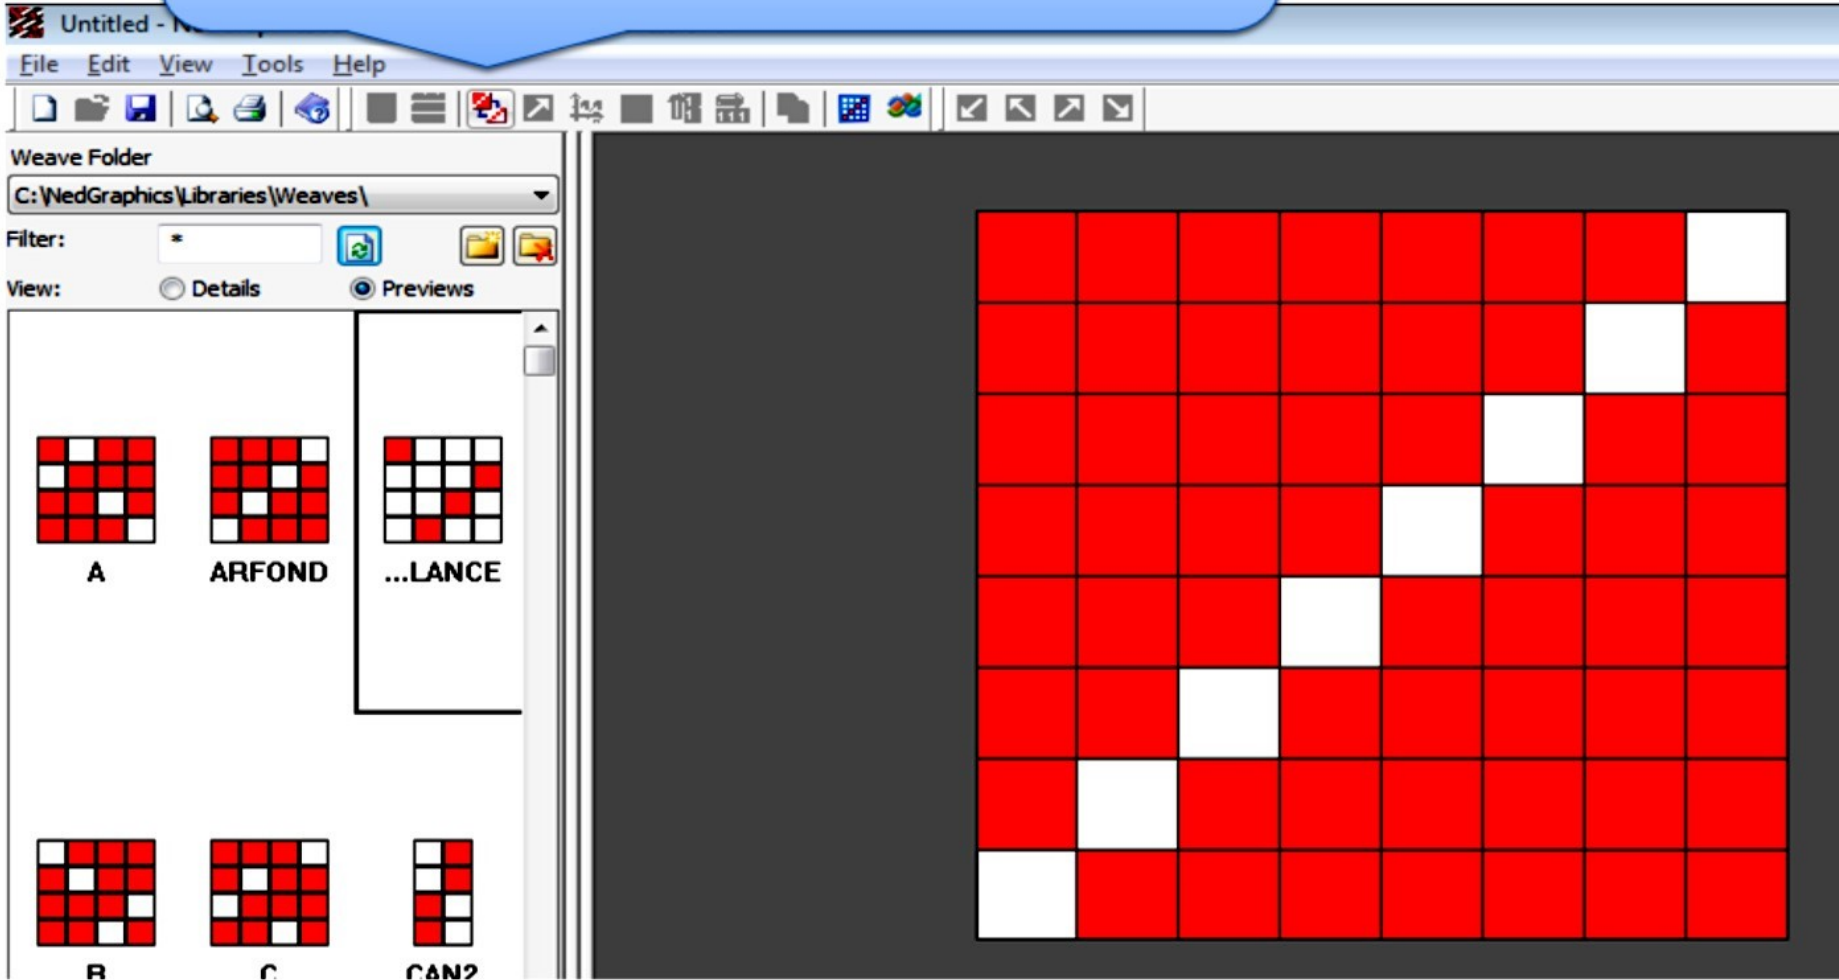 Untitled -
File Edit View Tools Help
Weave Folder
C:\NedGraphics\Libraries\Weaves\
Filter: *
View: Details Previews
A ARFOND ...LANCE
B C CAN2